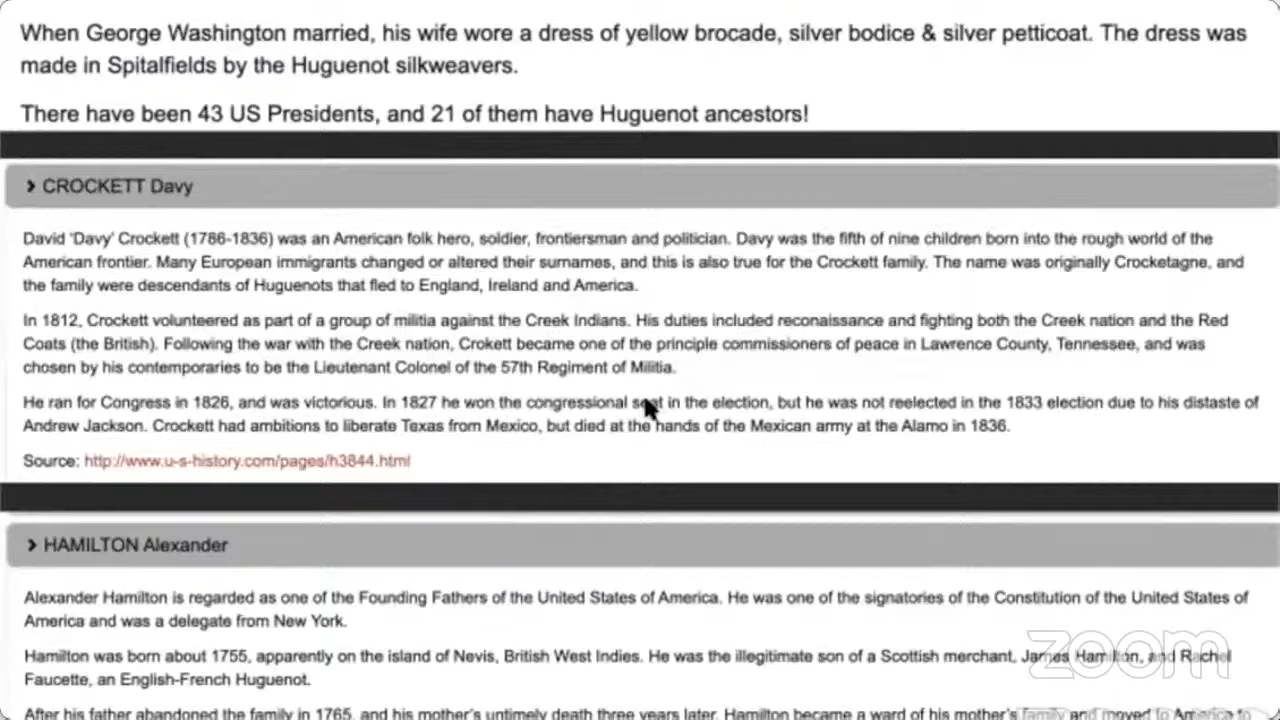 When George Washington married, his wife wore a dress of yellow brocade, silver bodice & silver petticoat. The dress was
made in Spitalfields by the Huguenot silkweavers.
There have been 43 US Presidents, and 21 of them have Huguenot ancestors!
CROCKETT Davy
David 'Davy' Crockett (1786-1836) was an American folk hero, soldier, frontiersman and politician. Davy was the fifth of nine children born into the rough world of the
American frontier. Many European immigrants changed or altered their surnames, and this is also true for the Crockett family. The name was originally Crocketagne, and
the family were descendants of Huguenots that fled to England, Ireland and America.
In 1812, Crockett volunteered as part of a group of militia against the Creek Indians. His duties included reconaissance and fighting both the Creek nation and the Red
Coats (the British). Following the war with the Creek nation, Crokett became one of the principle commissioners of peace in Lawrence County, Tennessee, and was
chosen by his contemporaries to be the Lieutenant Colonel of the 57th Regiment of Militia.
He ran for Congress in 1826, and was victorious. In 1827 he won the congressional seat in the election, but he was not reelected in the 1833 election due to his distaste of
Andrew Jackson. Crockett had ambitions to liberate Texas from Mexico, but died at the hands of the Mexican army at the Alamo in 1836.
Source: http://www.u-s-history.com/pages/h3844.html
HAMILTON Alexander
Alexander Hamilton is regarded as one of the Founding Fathers of the United States of America. He was one of the signatories of the Constitution of the United States of
America and was a delegate from New York.
Hamilton was born about 1755, apparently on the island of Nevis, British West Indies. He was the illegitimate son of a Scottish merchant, James Hamilton, and Rachel
Faucette, an English-French Huguenot.
After his father abandoned the family in 1765, and his mother's untimely death three years later, Hamilton became a ward of his mother's family and moved to America to
zoom